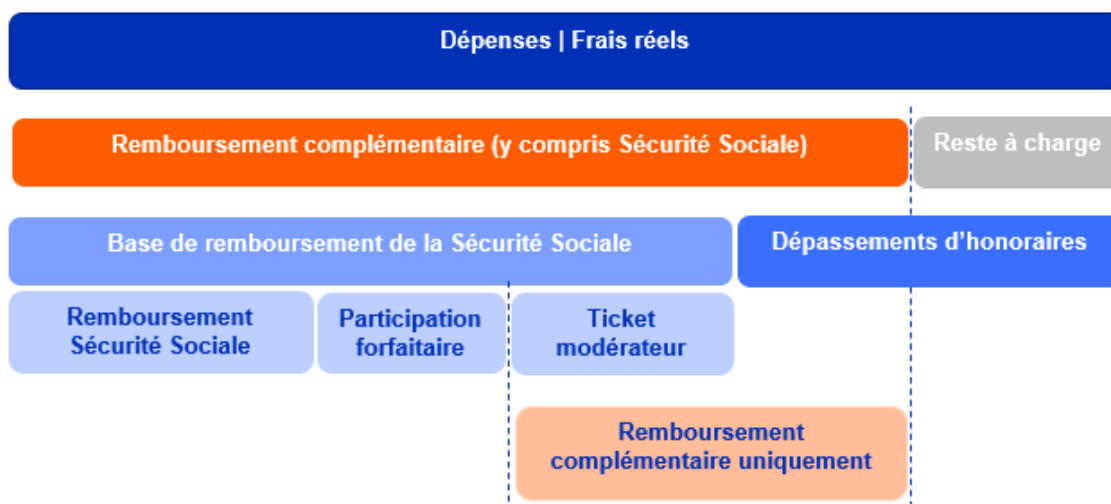 Dépenses | Frais réels
Remboursement complémentaire (y compris Sécurité Sociale)
Reste à charge
Base de remboursement de la Sécurité Sociale
Dépassements d’honoraires
Remboursement
Sécurité Sociale
Participation
forfaitaire
Ticket
modérateur
Remboursement
complémentaire uniquement